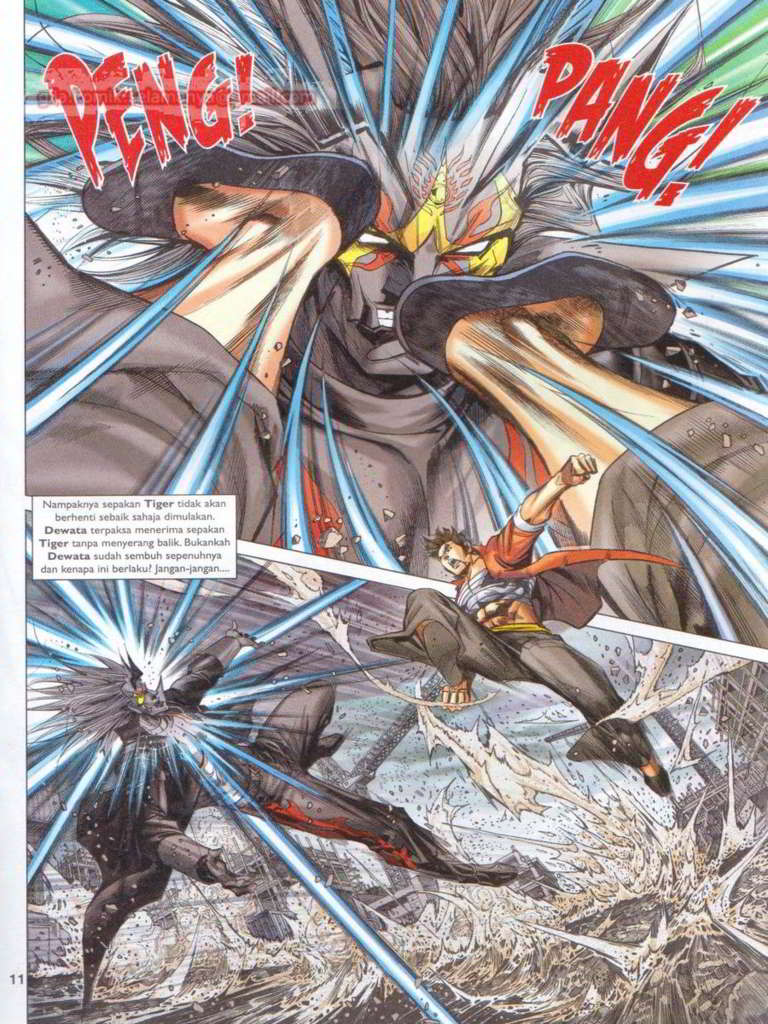 PENG!
PANG!
Nampaknya sepakan Tiger tidak akan
berhenti sebaik sahaja dimulakan.
Dewata terpaksa menerima sepakan
Tiger tanpa menyerang balik. Bukankah
Dewata sudah sembuh sepenuhnya
dan kenapa ini berlaku? Jangan-jangan....
11